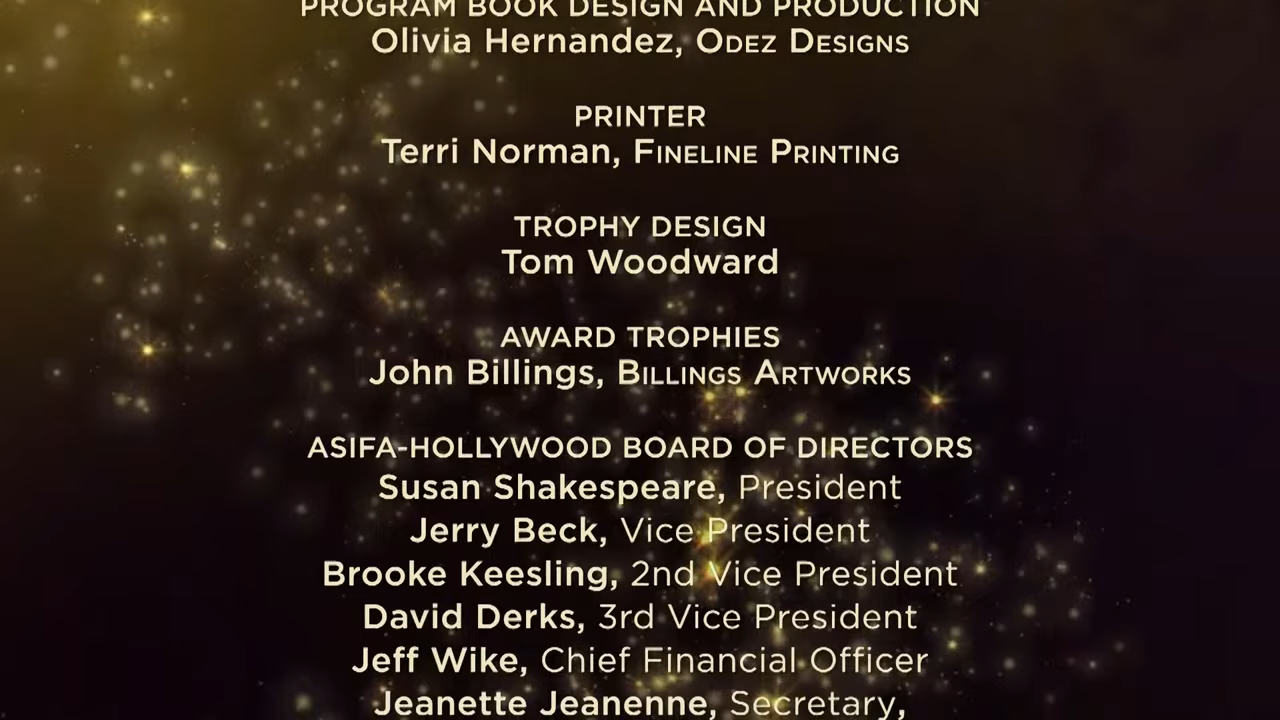 PROGRAM BOOK DESIGN AND PRODUCTION
Olivia Hernandez, Odez Designs
PRINTER
Terri Norman, Fineline Printing
TROPHY DESIGN
Tom Woodward
AWARD TROPHIES
John Billings, Billings Artworks
ASIFA-HOLLYWOOD BOARD OF DIRECTORS
Susan Shakespeare, President
Jerry Beck, Vice President
Brooke Keesling, 2nd Vice President
David Derks, 3rd Vice President
Jeff Wike, Chief Financial Officer
Jeanette Jeanenne, Secretary,